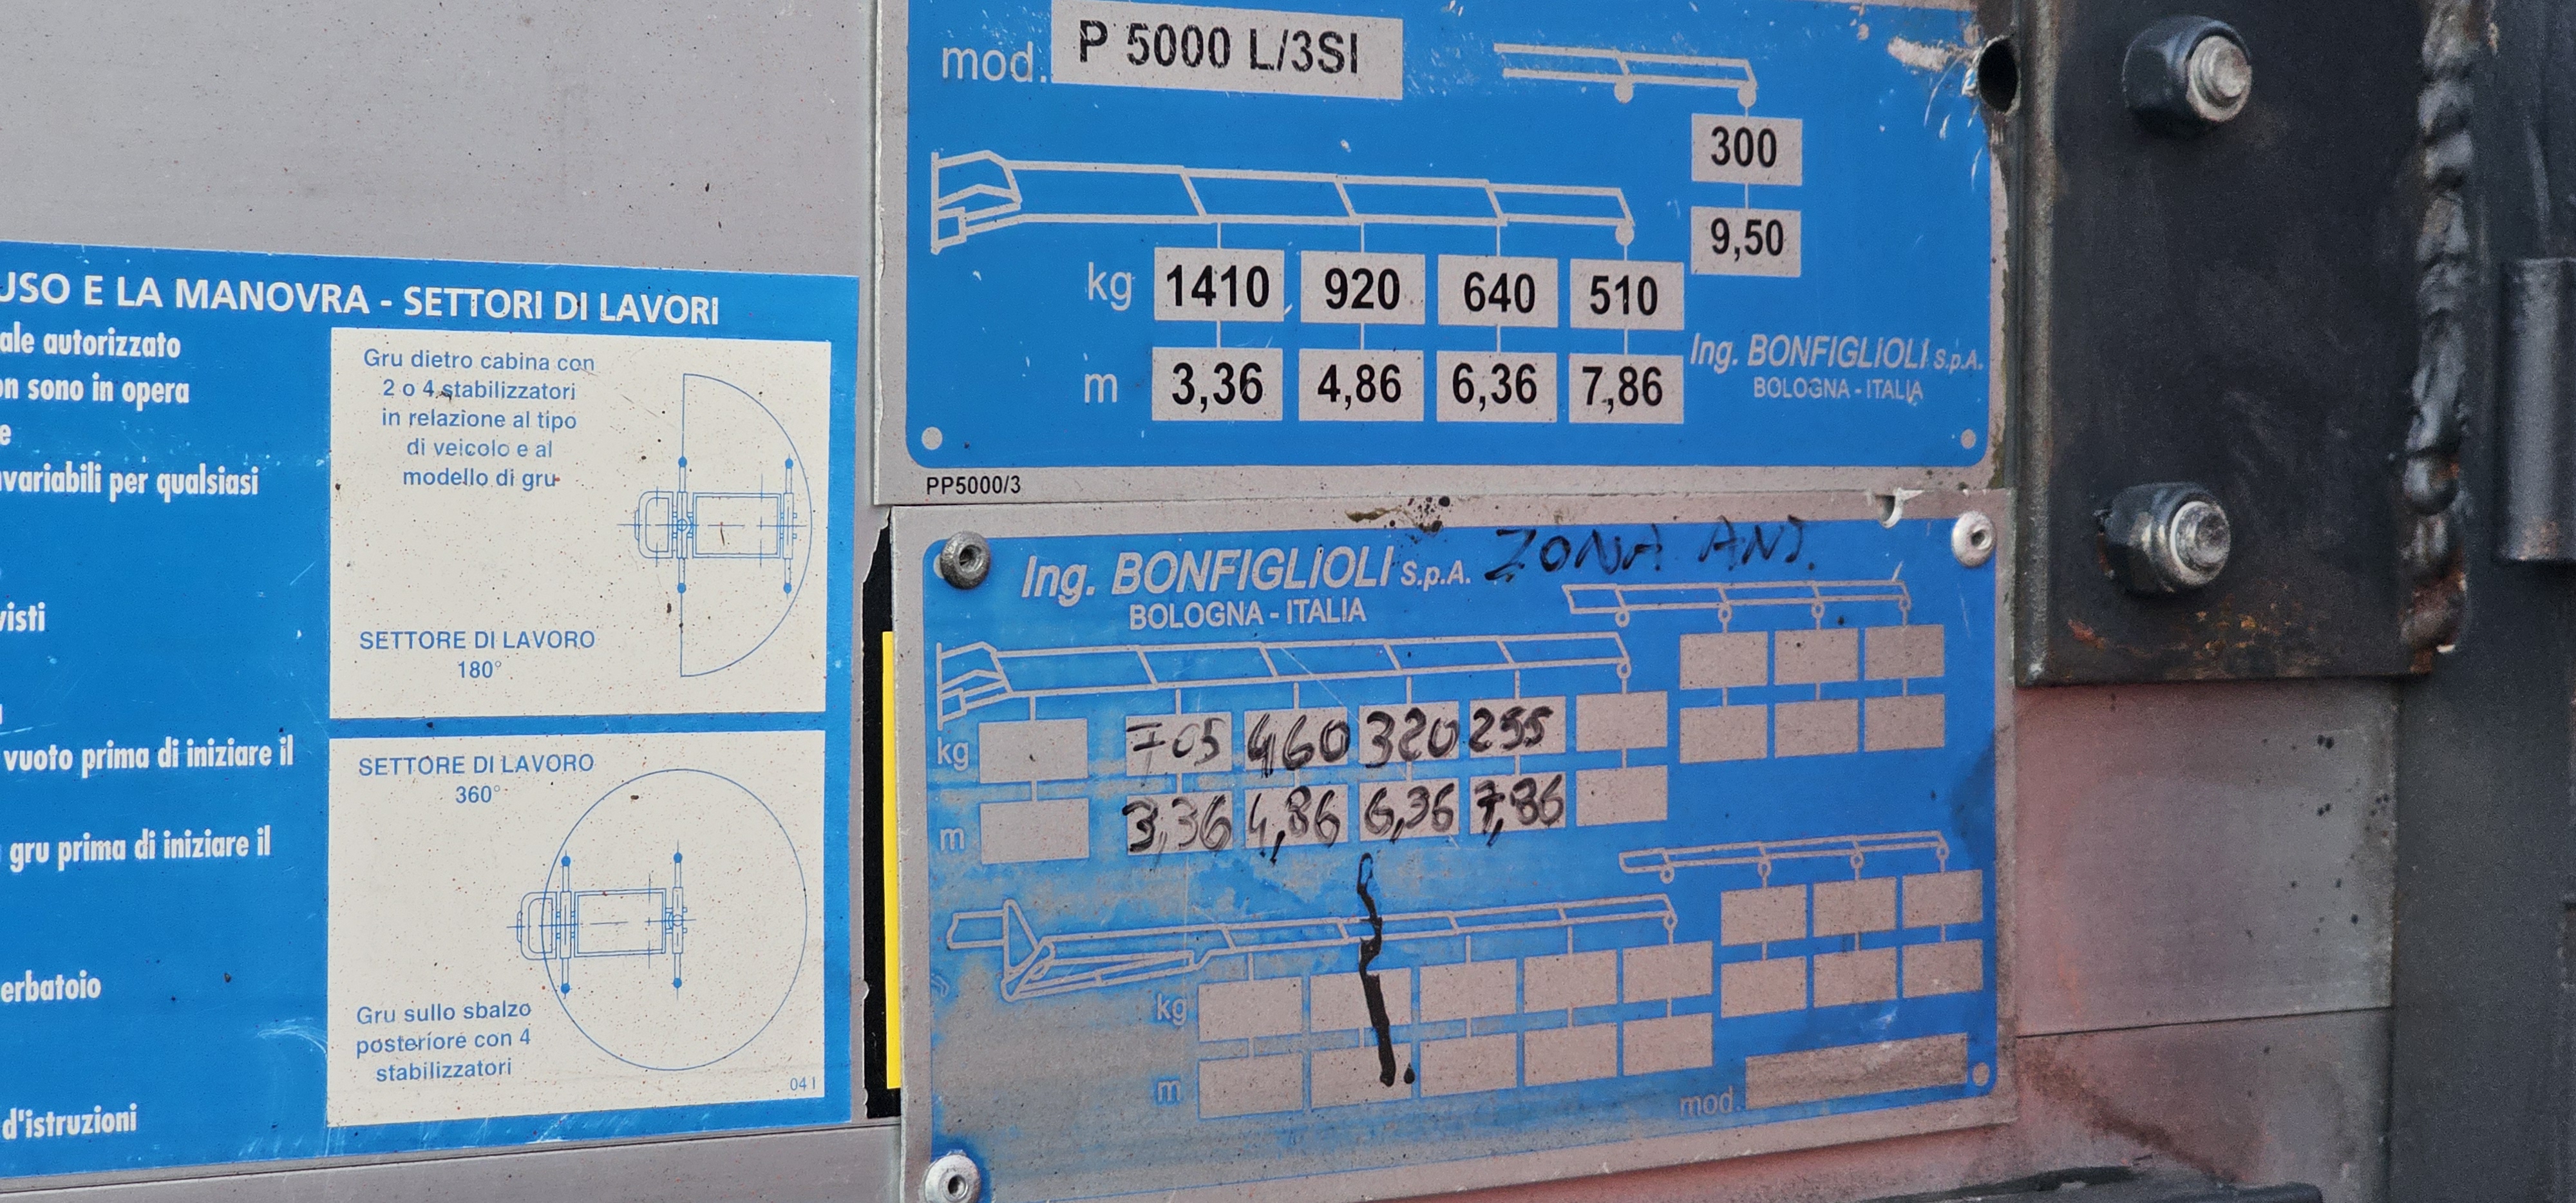 USO E LA MANOVRA - SETTORI DI LAVORI
ale autorizzato
on sono in opera
e
variabili per qualsiasi
visti
vuoto prima di iniziare il
gru prima di iniziare il
erbatoio
d'istruzioni
Gru dietro cabina con
2 o 4 stabilizzatori
in relazione al tipo
di veicolo e al
modello di gru
SETTORE DI LAVORO
180°
SETTORE DI LAVORO
360°
Gru sullo sbalzo
posteriore con 4
stabilizzatori
04 I
mod. P 5000 L/3SI
300
9,50
kg 1410 920 640 510
m 3,36 4,86 6,36 7,86
Ing. BONFIGLIOLI S.p.A.
BOLOGNA - ITALIA
PP5000/3
Ing. BONFIGLIOLI S.p.A. ZONA ANT.
BOLOGNA - ITALIA
kg 705 460 320 255
m 3,36 4,86 6,36 7,86
kg
m
mod.